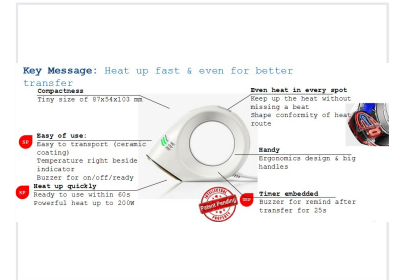 Key Message: Heat up fast & even for better
transfer
Compactness
Tiny size of 87x54x103 mm
Even heat in every spot
Keep up the heat without
missing a beat
Shape conformity of heat
route
SP
Easy of use:
Easy to transport (ceramic
coating)
Temperature right beside
indicator
Buzzer for on/off/ready
Handy
Ergonomics design & big
handles
SP
Heat up quickly
Ready to use within 60s
Powerful heat up to 200W
Patent Pending
Timer embedded
Buzzer for remind after
transfer for 25s